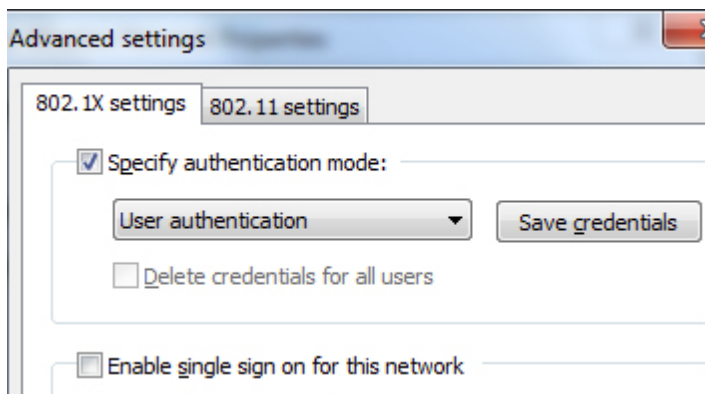 Advanced settings
802.1X settings
802.11 settings
Specify authentication mode:
User authentication
Save credentials
Delete credentials for all users
Enable single sign on for this network